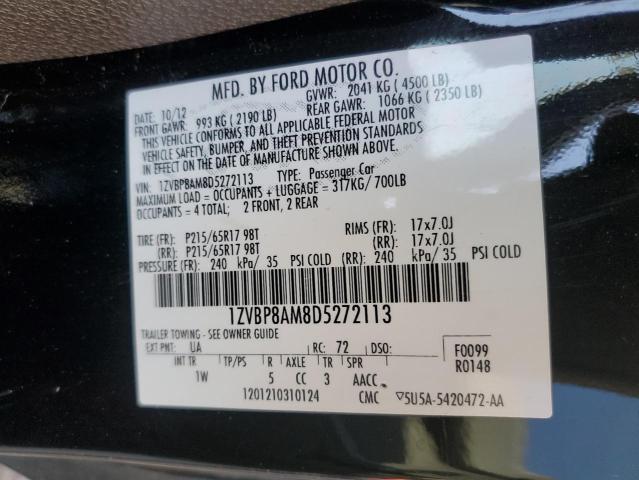 MFD. BY FORD MOTOR CO.
DATE: 10/12 GVWR: 2041 KG ( 4500 LB)
FRONT GAWR: 993 KG ( 2190 LB) REAR GAWR: 1066 KG ( 2350 LB)
THIS VEHICLE CONFORMS TO ALL APPLICABLE FEDERAL MOTOR
VEHICLE SAFETY, BUMPER, AND THEFT PREVENTION STANDARDS
IN EFFECT ON THE DATE OF MANUFACTURE SHOWN ABOVE.
VIN: 1ZVBP8AM8D5272113 TYPE: Passenger Car
MAXIMUM LOAD = OCCUPANTS + LUGGAGE = 317KG/ 700LB
OCCUPANTS = 4 TOTAL; 2 FRONT, 2 REAR
TIRE (FR): P215/65R17 98T RIMS (FR): 17x7.0J
(RR): P215/65R17 98T (RR): 17x7.0J
PRESSURE (FR): 240 kPa/ 35 PSI COLD (RR): 240 kPa/ 35 PSI COLD
1ZVBP8AM8D5272113
TRAILER TOWING - SEE OWNER GUIDE
EXT PNT: UA RC: 72 DSO: F0099
INT TR TP/PS R AXLE TR SPR R0148
1W 5 CC 3 AACC
1201210310124 CMC ▽5U5A-5420472-AA